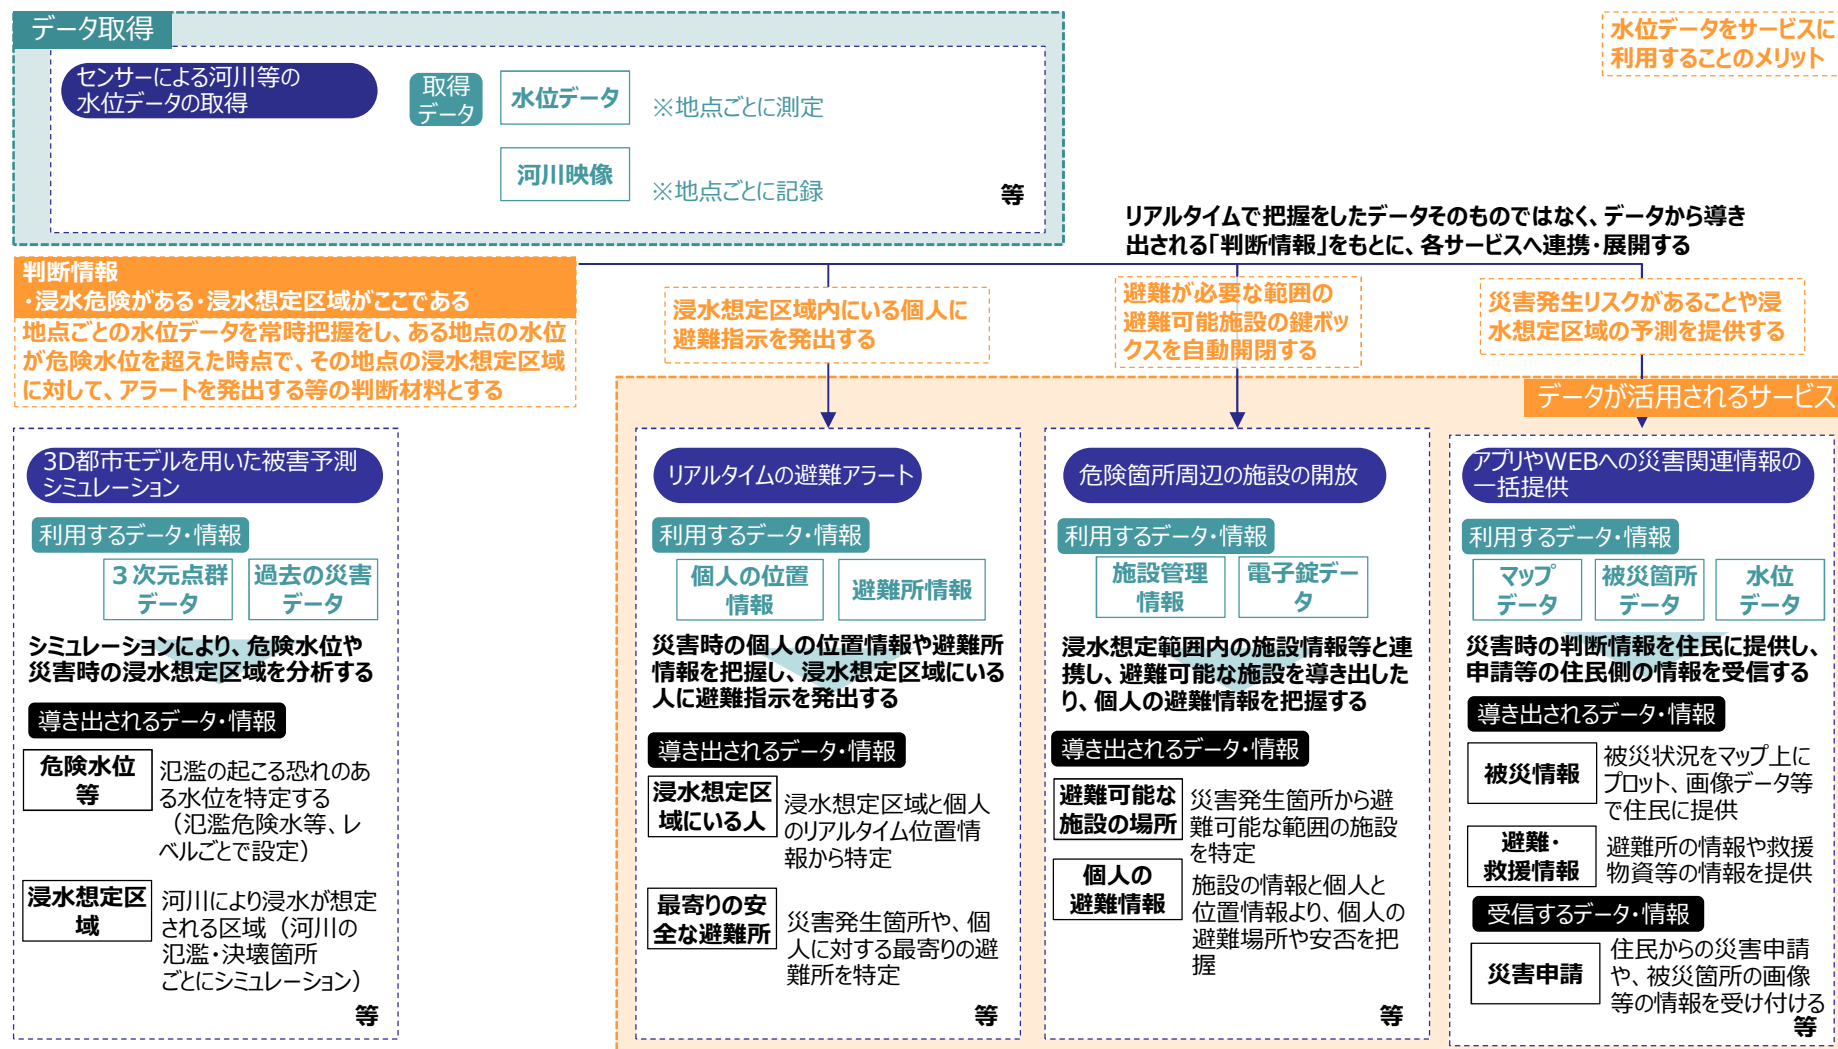 データ取得
水位データをサービスに
利用することのメリット
センサーによる河川等の
水位データの取得
取得
データ
水位データ
※地点ごとに測定
河川映像
※地点ごとに記録
等
リアルタイムで把握をしたデータそのものではなく、データから導き
出される「判断情報」をもとに、各サービスへ連携・展開する
判断情報
・浸水危険がある・浸水想定区域がここである
地点ごとの水位データを常時把握をし、ある地点の水位
が危険水位を超えた時点で、その地点の浸水想定区域
に対して、アラートを発出する等の判断材料とする
浸水想定区域内にいる個人に
避難指示を発出する
避難が必要な範囲の
避難可能施設の鍵ボッ
クスを自動開閉する
災害発生リスクがあることや浸
水想定区域の予測を提供する
データが活用されるサービス
3D都市モデルを用いた被害予測
シミュレーション
利用するデータ・情報
３次元点群
データ
過去の災害
データ
シミュレーションにより、危険水位や
災害時の浸水想定区域を分析する
導き出されるデータ・情報
危険水位
等
氾濫の起こる恐れのあ
る水位を特定する
（氾濫危険水等、レ
ベルごとで設定）
浸水想定区
域
河川により浸水が想定
される区域（河川の
氾濫・決壊箇所
ごとにシミュレーション）
等
リアルタイムの避難アラート
利用するデータ・情報
個人の位置
情報
避難所情報
災害時の個人の位置情報や避難所
情報を把握し、浸水想定区域にいる
人に避難指示を発出する
導き出されるデータ・情報
浸水想定区
域にいる人
浸水想定区域と個人
のリアルタイム位置情
報から特定
最寄りの安
全な避難所
災害発生箇所や、個
人に対する最寄りの避
難所を特定
等
危険箇所周辺の施設の開放
利用するデータ・情報
施設管理
情報
電子錠デー
タ
浸水想定範囲内の施設情報等と連
携し、避難可能な施設を導き出した
り、個人の避難情報を把握する
導き出されるデータ・情報
避難可能な
施設の場所
災害発生箇所から避
難可能な範囲の施設
を特定
個人の
避難情報
施設の情報と個人と
位置情報より、個人の
避難場所や安否を把
握
等
アプリやWEBへの災害関連情報の
一括提供
利用するデータ・情報
マップ
データ
被災箇所
データ
水位
データ
災害時の判断情報を住民に提供し、
申請等の住民側の情報を受信する
導き出されるデータ・情報
被災情報
被災状況をマップ上に
プロット、画像データ等
で住民に提供
避難・
救援情報
避難所の情報や救援
物資等の情報を提供
受信するデータ・情報
災害申請
住民からの災害申請
や、被災箇所の画像
等の情報を受け付ける
等